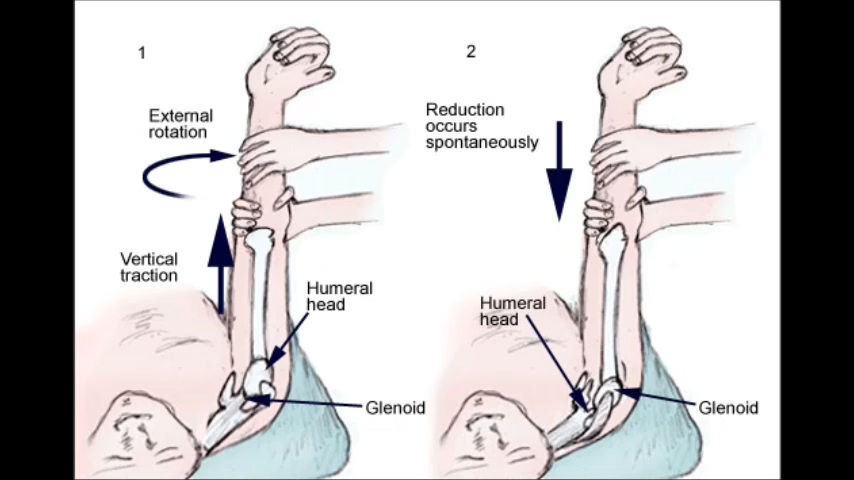 1
External
rotation
Vertical
traction
Humeral
head
Glenoid
2
Reduction
occurs
spontaneously
Humeral
head
Glenoid